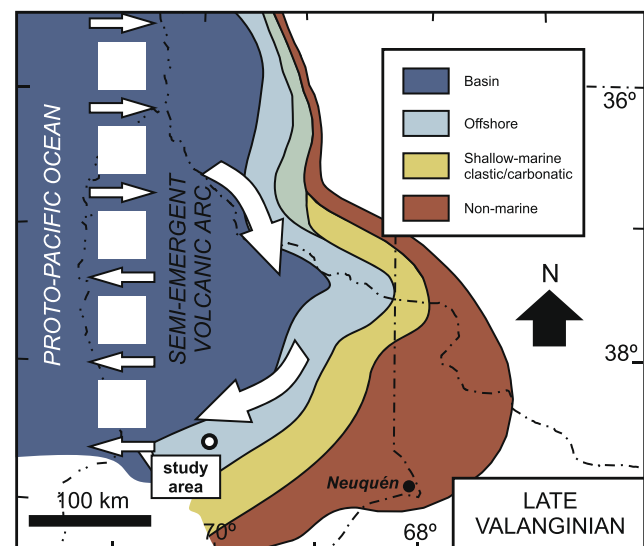 PROTO-PACIFIC OCEAN
SEMI-EMERGENT
VOLCANIC ARC
Basin
Offshore
Shallow-marine
clastic/carbonatic
Non-marine
36º
N
38º
study
area
Neuquén
100 km
70º
68º
LATE
VALANGINIAN